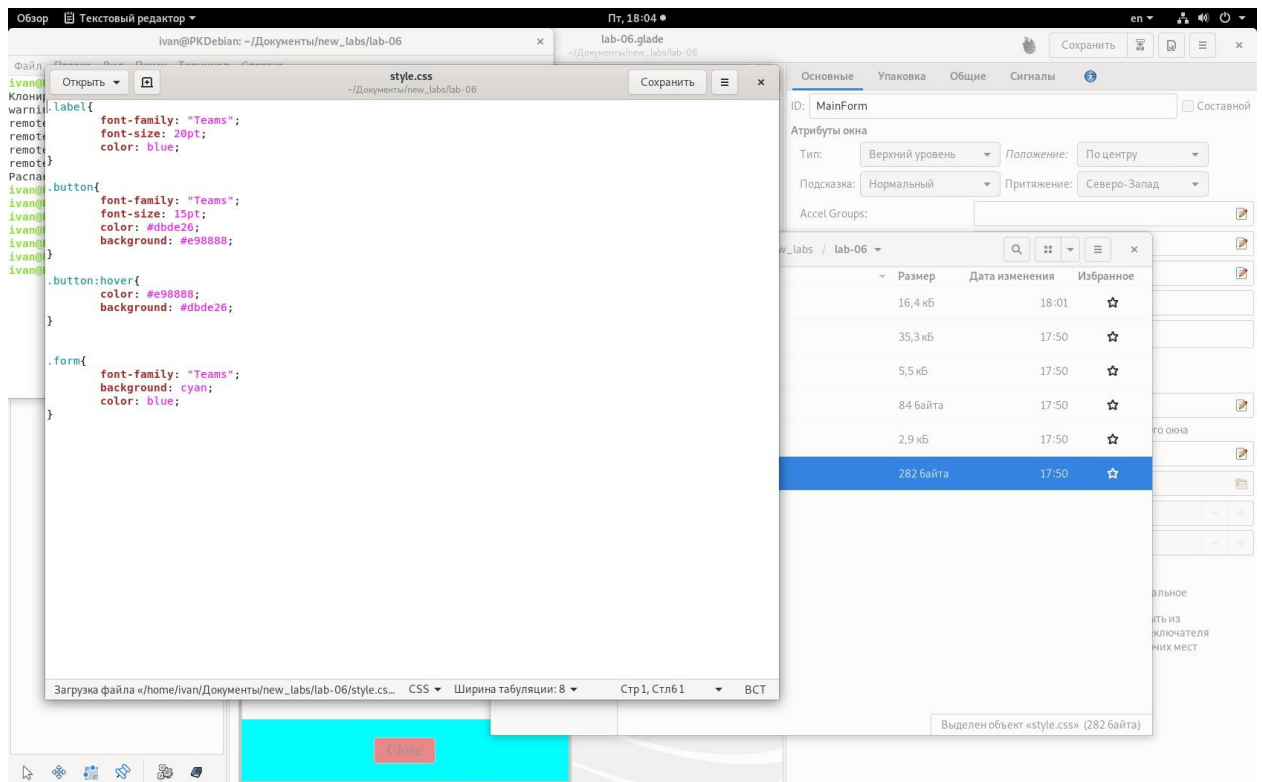 Обзор Текстовый редактор Пт, 18:04 en
ivan@PKDebian: ~/Документы/new_labs/lab-06
lab-06.glade
~/Документы/new_labs/lab-06
Сохранить
Файл
Открыть
style.css
~/Документы/new_labs/lab-06
Сохранить
Основные Упаковка Общие Сигналы
ID: MainForm Составной
Атрибуты окна
Тип: Верхний уровень Положение: По центру
Подсказка: Нормальный Притяжение: Северо-Запад
Accel Groups:
.label{
font-family: "Teams";
font-size: 20pt;
color: blue;
}
.button{
font-family: "Teams";
font-size: 15pt;
color: #dbde26;
background: #e98888;
}
.button:hover{
color: #e98888;
background: #dbde26;
}
.form{
font-family: "Teams";
background: cyan;
color: blue;
}
Загрузка файла «/home/ivan/Документы/new_labs/lab-06/style.cs... CSS Ширина табуляции: 8 Стр 1, Стлб 1 ВСТ
/ lab-06
Размер Дата изменения Избранное
16,4 кБ 18:01
35,3 кБ 17:50
5,5 кБ 17:50
84 байта 17:50
2,9 кБ 17:50
282 байта 17:50
Выделен объект «style.css» (282 байта)
Close